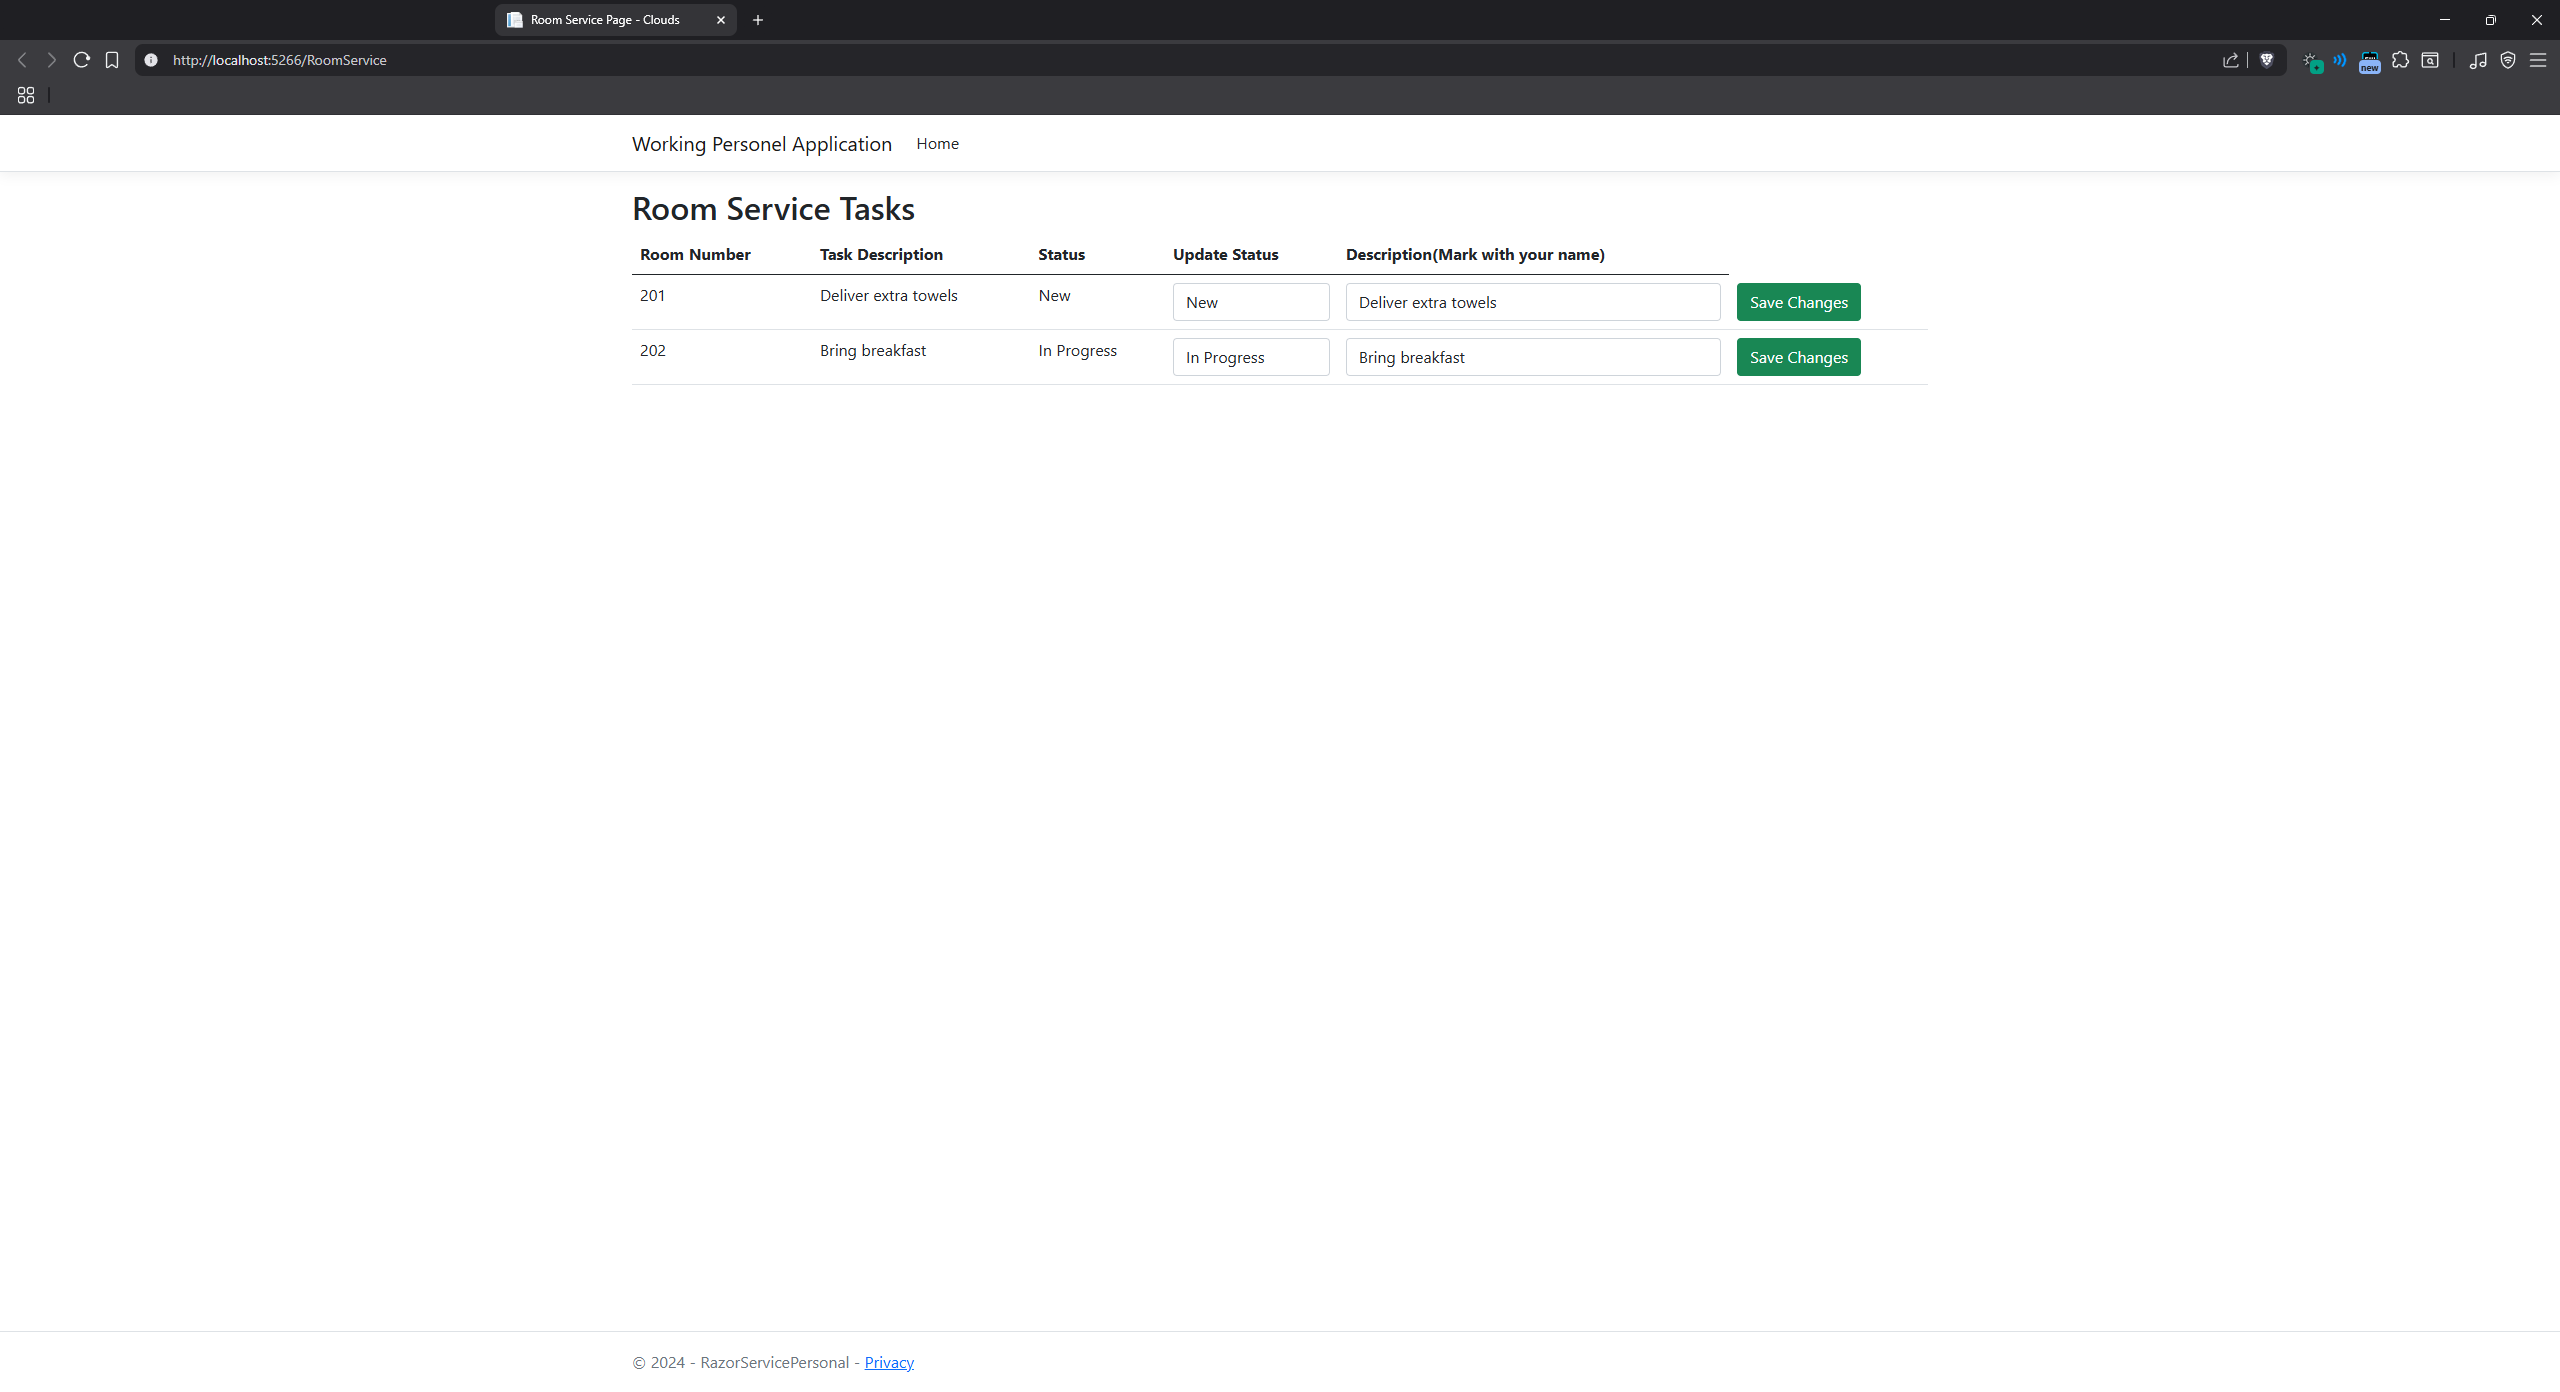 Room Service Page - Clouds
http://localhost:5266/RoomService
new
Working Personel Application Home
Room Service Tasks
Room Number Task Description Status Update Status Description(Mark with your name)
201 Deliver extra towels New New Deliver extra towels Save Changes
202 Bring breakfast In Progress In Progress Bring breakfast Save Changes
© 2024 - RazorServicePersonal - Privacy